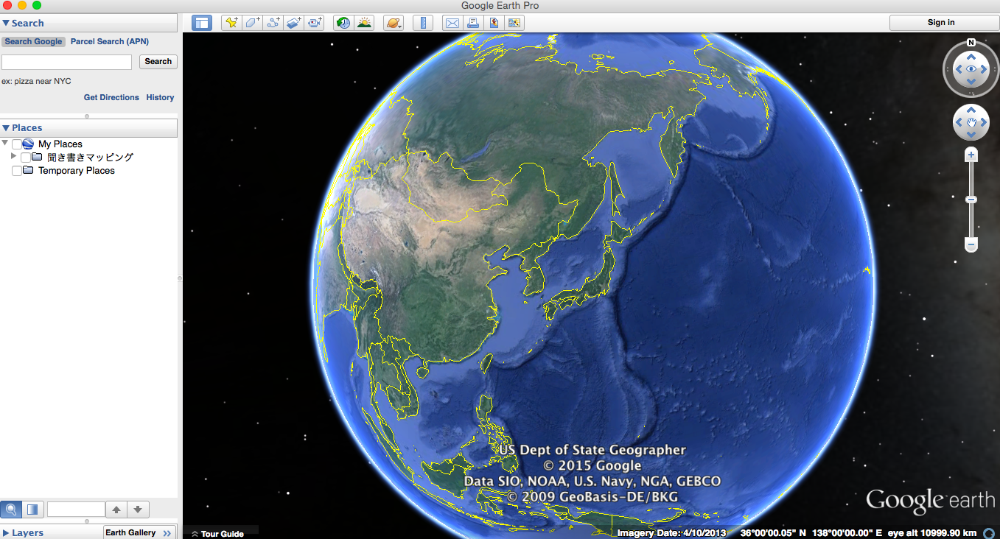 Google Earth Pro
Search
Sign in
Search Google Parcel Search (APN)
Search
ex: pizza near NYC
Get Directions History
Places
My Places
聞き書きマッピング
Temporary Places
N
US Dept of State Geographer
© 2015 Google
Data SIO, NOAA, U.S. Navy, NGA, GEBCO
© 2009 GeoBasis-DE/BKG
Google earth
Layers
Earth Gallery »
Tour Guide
Imagery Date: 4/10/2013 36°00'00.05" N 138°00'00.00" E eye alt 10999.90 km